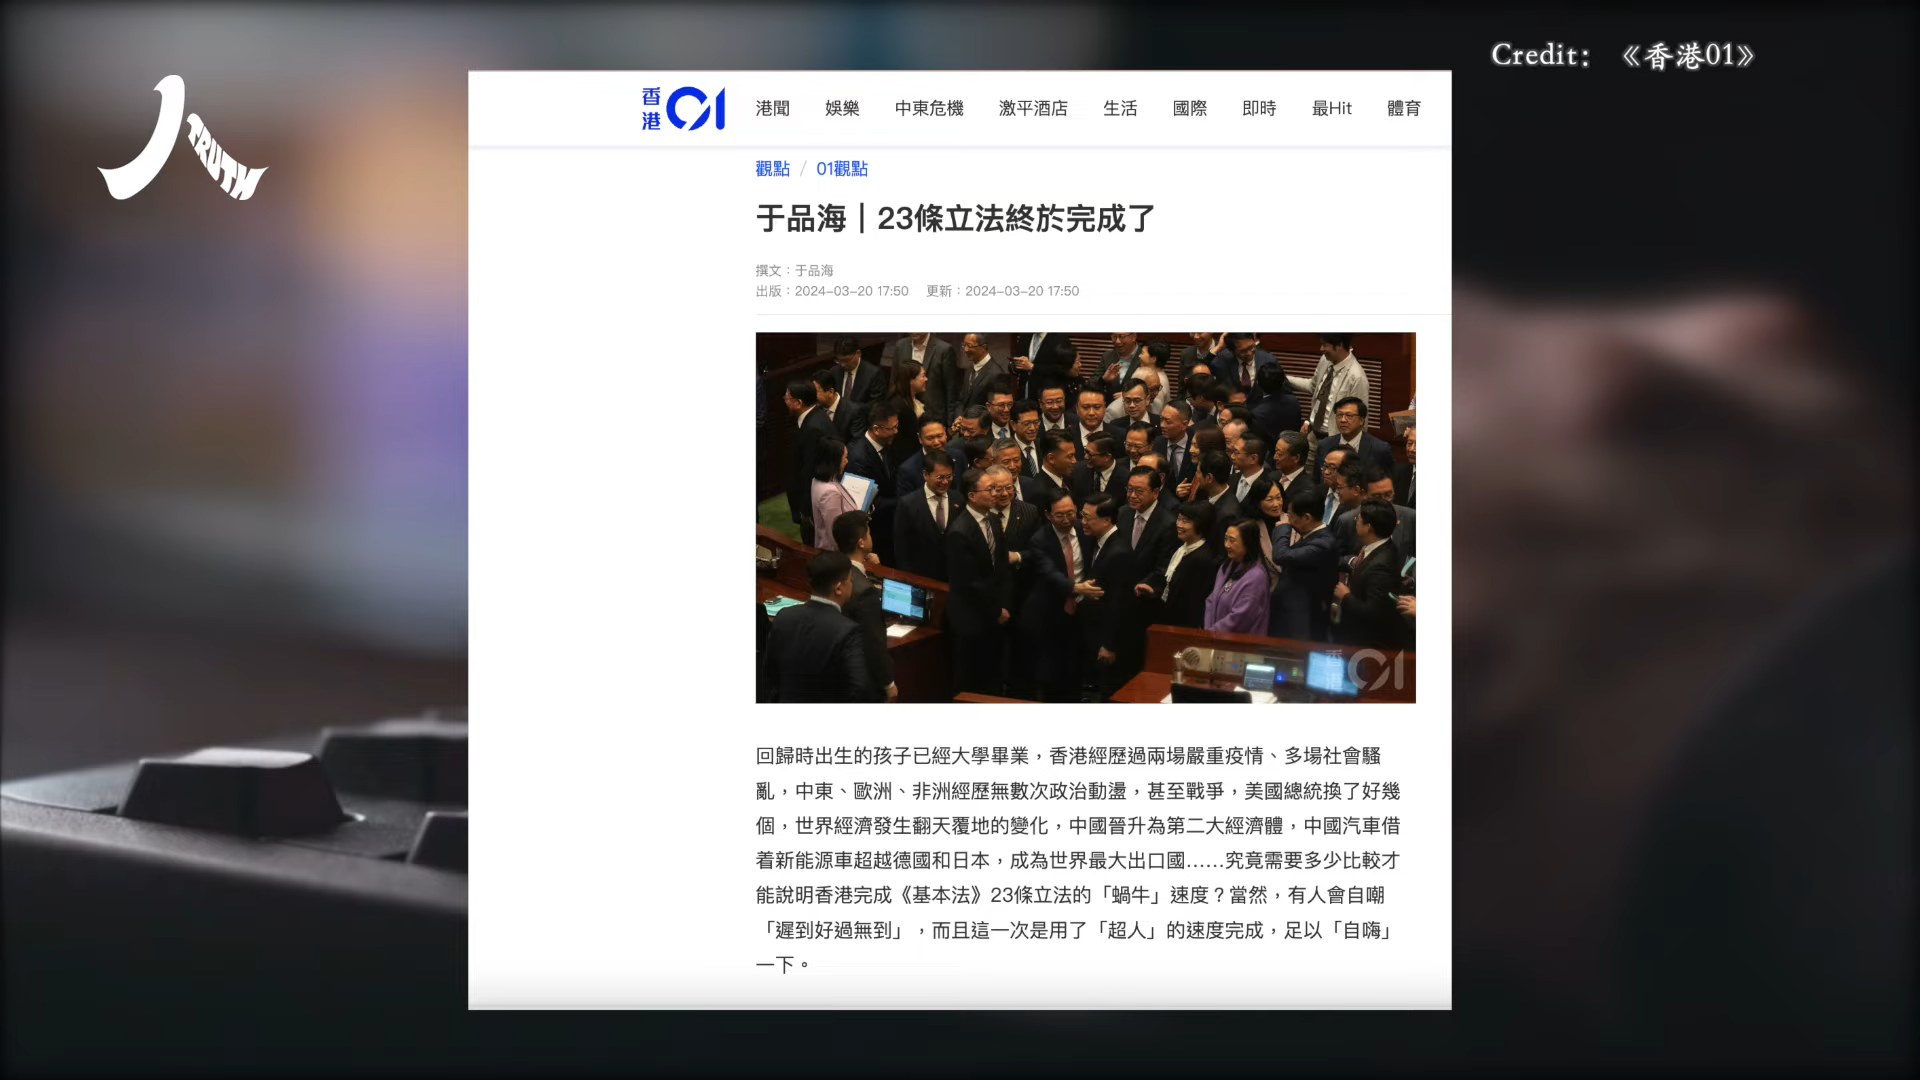 Credit： 《香港01》
人 TRUTH
香港 01
港聞 娛樂 中東危機 激平酒店 生活 國際 即時 最Hit 體育
觀點 / 01觀點
于品海｜23條立法終於完成了
撰文：于品海
出版：2024-03-20 17:50 更新：2024-03-20 17:50
香港 01
回歸時出生的孩子已經大學畢業，香港經歷過兩場嚴重疫情、多場社會騷
亂，中東、歐洲、非洲經歷無數次政治動盪，甚至戰爭，美國總統換了好幾
個，世界經濟發生翻天覆地的變化，中國晉升為第二大經濟體，中國汽車借
着新能源車超越德國和日本，成為世界最大出口國……究竟需要多少比較才
能說明香港完成《基本法》23條立法的「蝸牛」速度？當然，有人會自嘲
「遲到好過無到」，而且這一次是用了「超人」的速度完成，足以「自嗨」
一下。